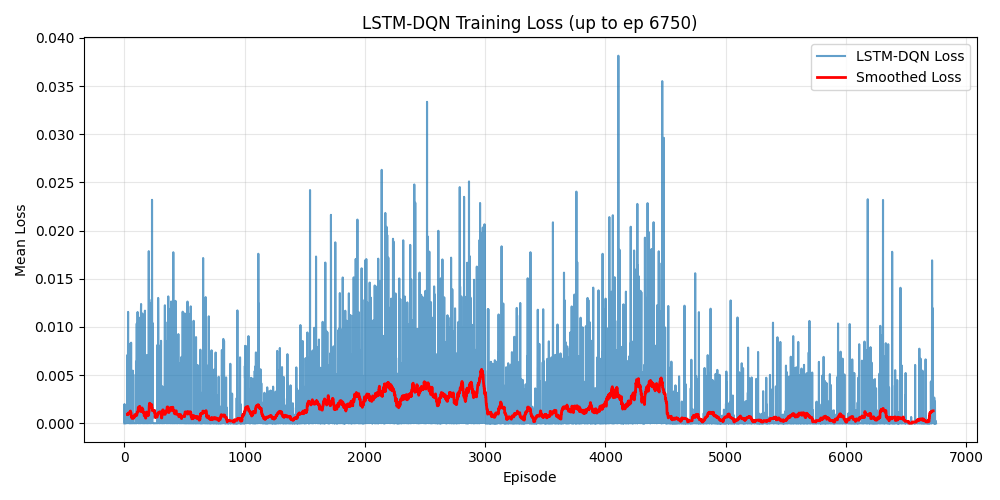 LSTM-DQN Training Loss (up to ep 6750)
LSTM-DQN Loss
Smoothed Loss
Mean Loss
0.040
0.035
0.030
0.025
0.020
0.015
0.010
0.005
0.000
0 1000 2000 3000 4000 5000 6000 7000
Episode